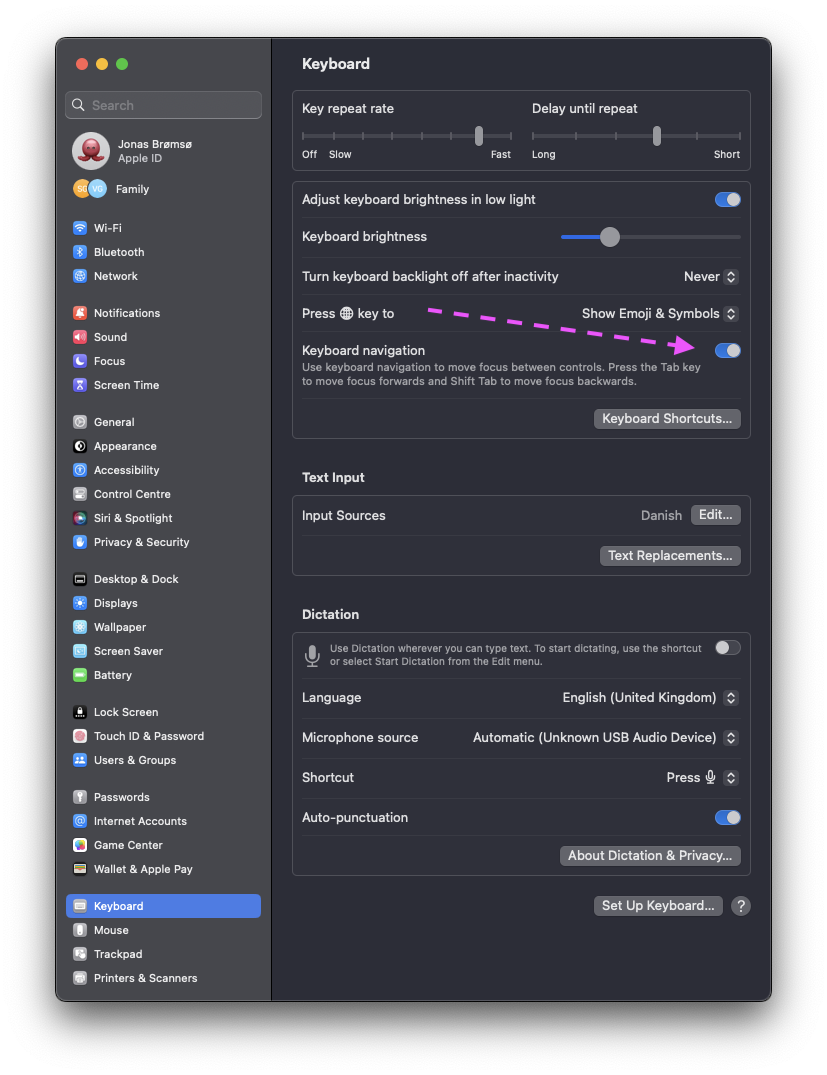 Search
Jonas Brømsø
Apple ID
SG VG Family
Wi-Fi
Bluetooth
Network
Notifications
Sound
Focus
Screen Time
General
Appearance
Accessibility
Control Centre
Siri & Spotlight
Privacy & Security
Desktop & Dock
Displays
Wallpaper
Screen Saver
Battery
Lock Screen
Touch ID & Password
Users & Groups
Passwords
Internet Accounts
Game Center
Wallet & Apple Pay
Keyboard
Mouse
Trackpad
Printers & Scanners
Keyboard
Key repeat rate
Off Slow Fast
Delay until repeat
Long Short
Adjust keyboard brightness in low light
Keyboard brightness
Turn keyboard backlight off after inactivity Never
Press key to Show Emoji & Symbols
Keyboard navigation
Use keyboard navigation to move focus between controls. Press the Tab key
to move focus forwards and Shift Tab to move focus backwards.
Keyboard Shortcuts...
Text Input
Input Sources Danish Edit...
Text Replacements...
Dictation
Use Dictation wherever you can type text. To start dictating, use the shortcut
or select Start Dictation from the Edit menu.
Language English (United Kingdom)
Microphone source Automatic (Unknown USB Audio Device)
Shortcut Press
Auto-punctuation
About Dictation & Privacy...
Set Up Keyboard... ?